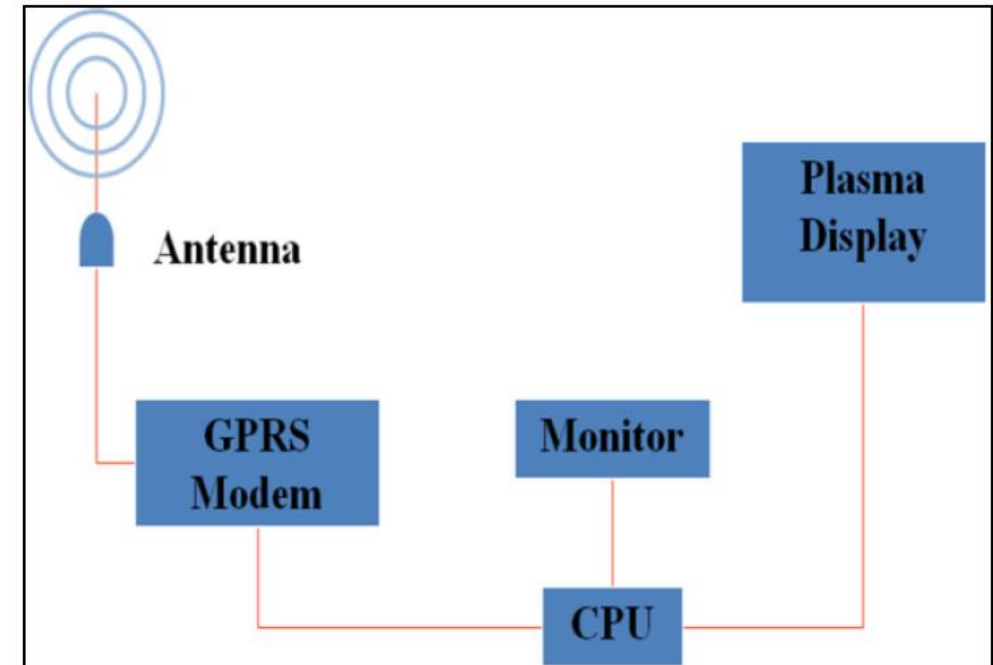 Plasma
Display
Antenna
GPRS
Modem
Monitor
CPU